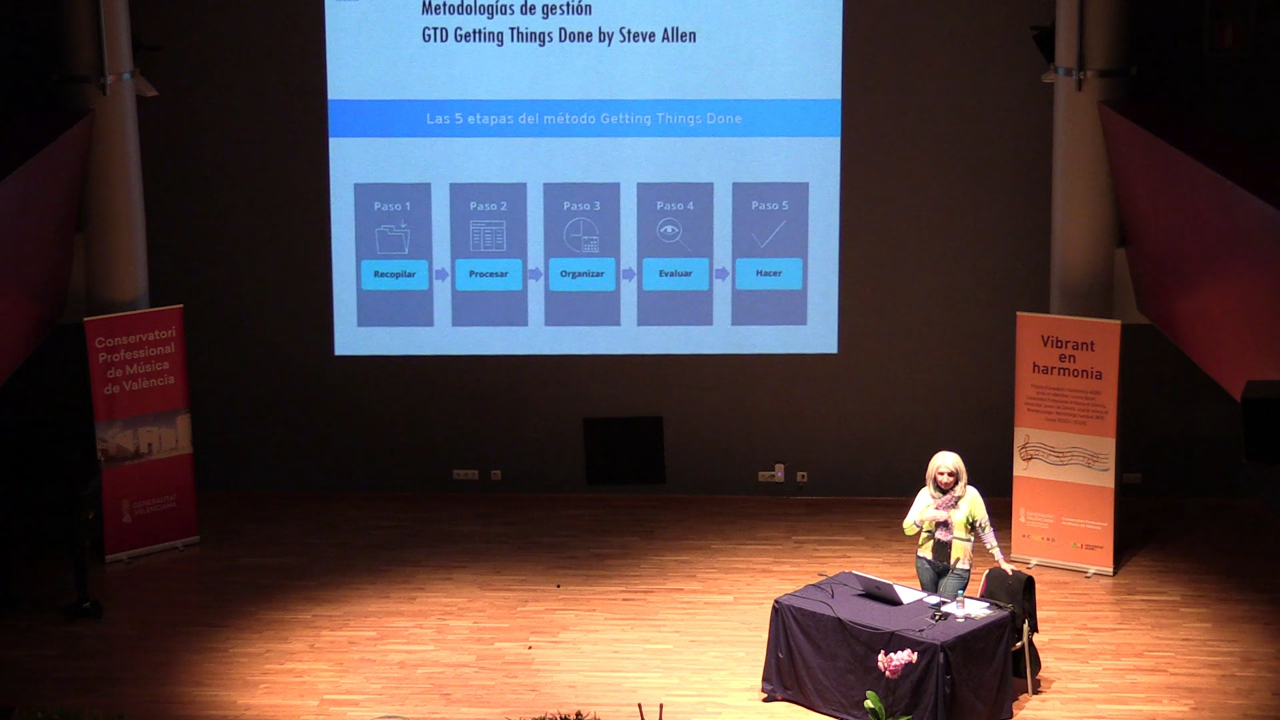 Metodologías de gestión
GTD Getting Things Done by Steve Allen
Las 5 etapas del método Getting Things Done
Paso 1
Paso 2
Paso 3
Paso 4
Paso 5
Recopilar
Procesar
Organizar
Evaluar
Hacer
Conservatori
Professional
de Música
de València
GENERALITAT
VALENCIANA
Vibrant
en
harmonia